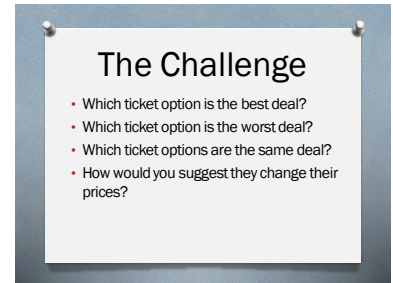 The Challenge
• Which ticket option is the best deal?
• Which ticket option is the worst deal?
• Which ticket options are the same deal?
• How would you suggest they change their
prices?